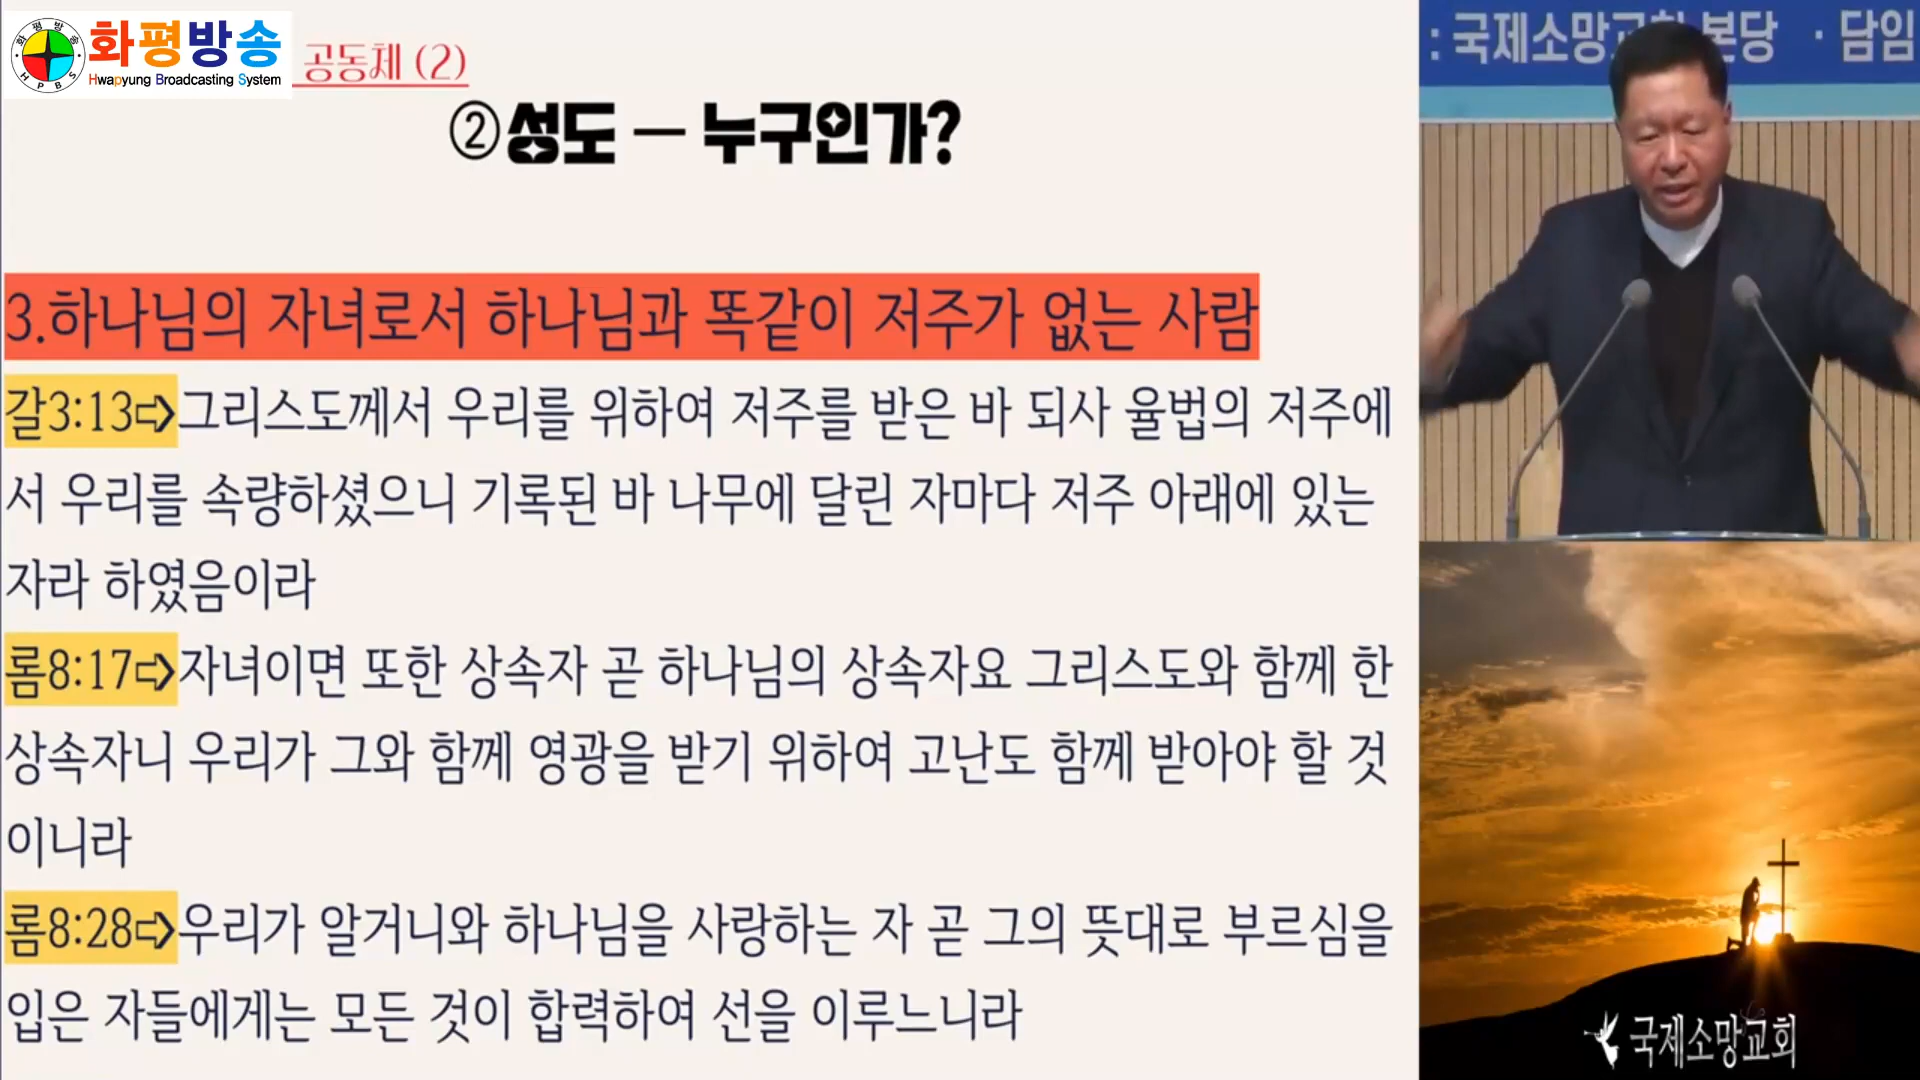 화평방송
Hwapyung Broadcasting System
화평방송
HPBS
공동체 (2)
②성도 – 누구인가?
3.하나님의 자녀로서 하나님과 똑같이 저주가 없는 사람
갈3:13➩그리스도께서 우리를 위하여 저주를 받은 바 되사 율법의 저주에
서 우리를 속량하셨으니 기록된 바 나무에 달린 자마다 저주 아래에 있는
자라 하였음이라
롬8:17➩자녀이면 또한 상속자 곧 하나님의 상속자요 그리스도와 함께 한
상속자니 우리가 그와 함께 영광을 받기 위하여 고난도 함께 받아야 할 것
이니라
롬8:28➩우리가 알거니와 하나님을 사랑하는 자 곧 그의 뜻대로 부르심을
입은 자들에게는 모든 것이 합력하여 선을 이루느니라
: 국제소망교회 본당 · 담임
국제소망교회